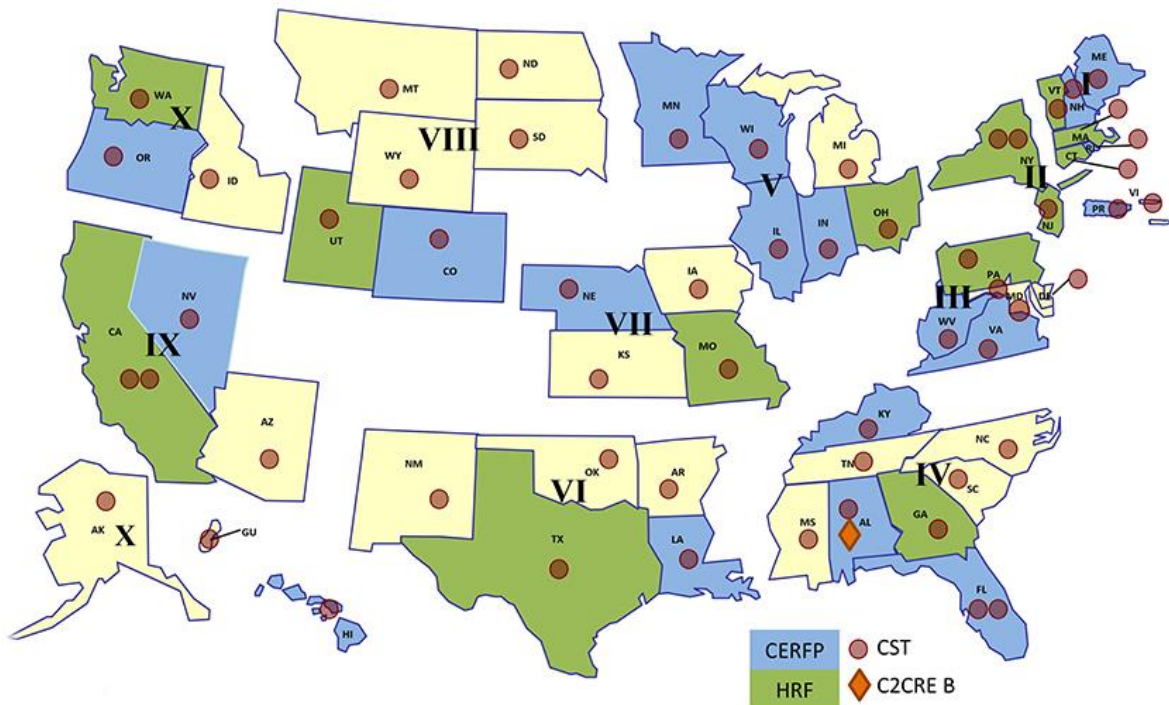 WA
X
OR
ID
MT
ND
WY
VIII
SD
UT
CO
MN
WI
MI
V
IL
IN
OH
ME
VT
I
NH
MA
RI
CT
NY
II
NJ
PR
VI
NV
CA
IX
AZ
NE
IA
VII
KS
MO
PA
III
MD
DE
WV
VA
KY
NC
TN
IV
SC
MS
AL
GA
FL
NM
OK
AR
VI
TX
LA
AK
X
GU
HI
CERFP
CST
HRF
C2CRE B